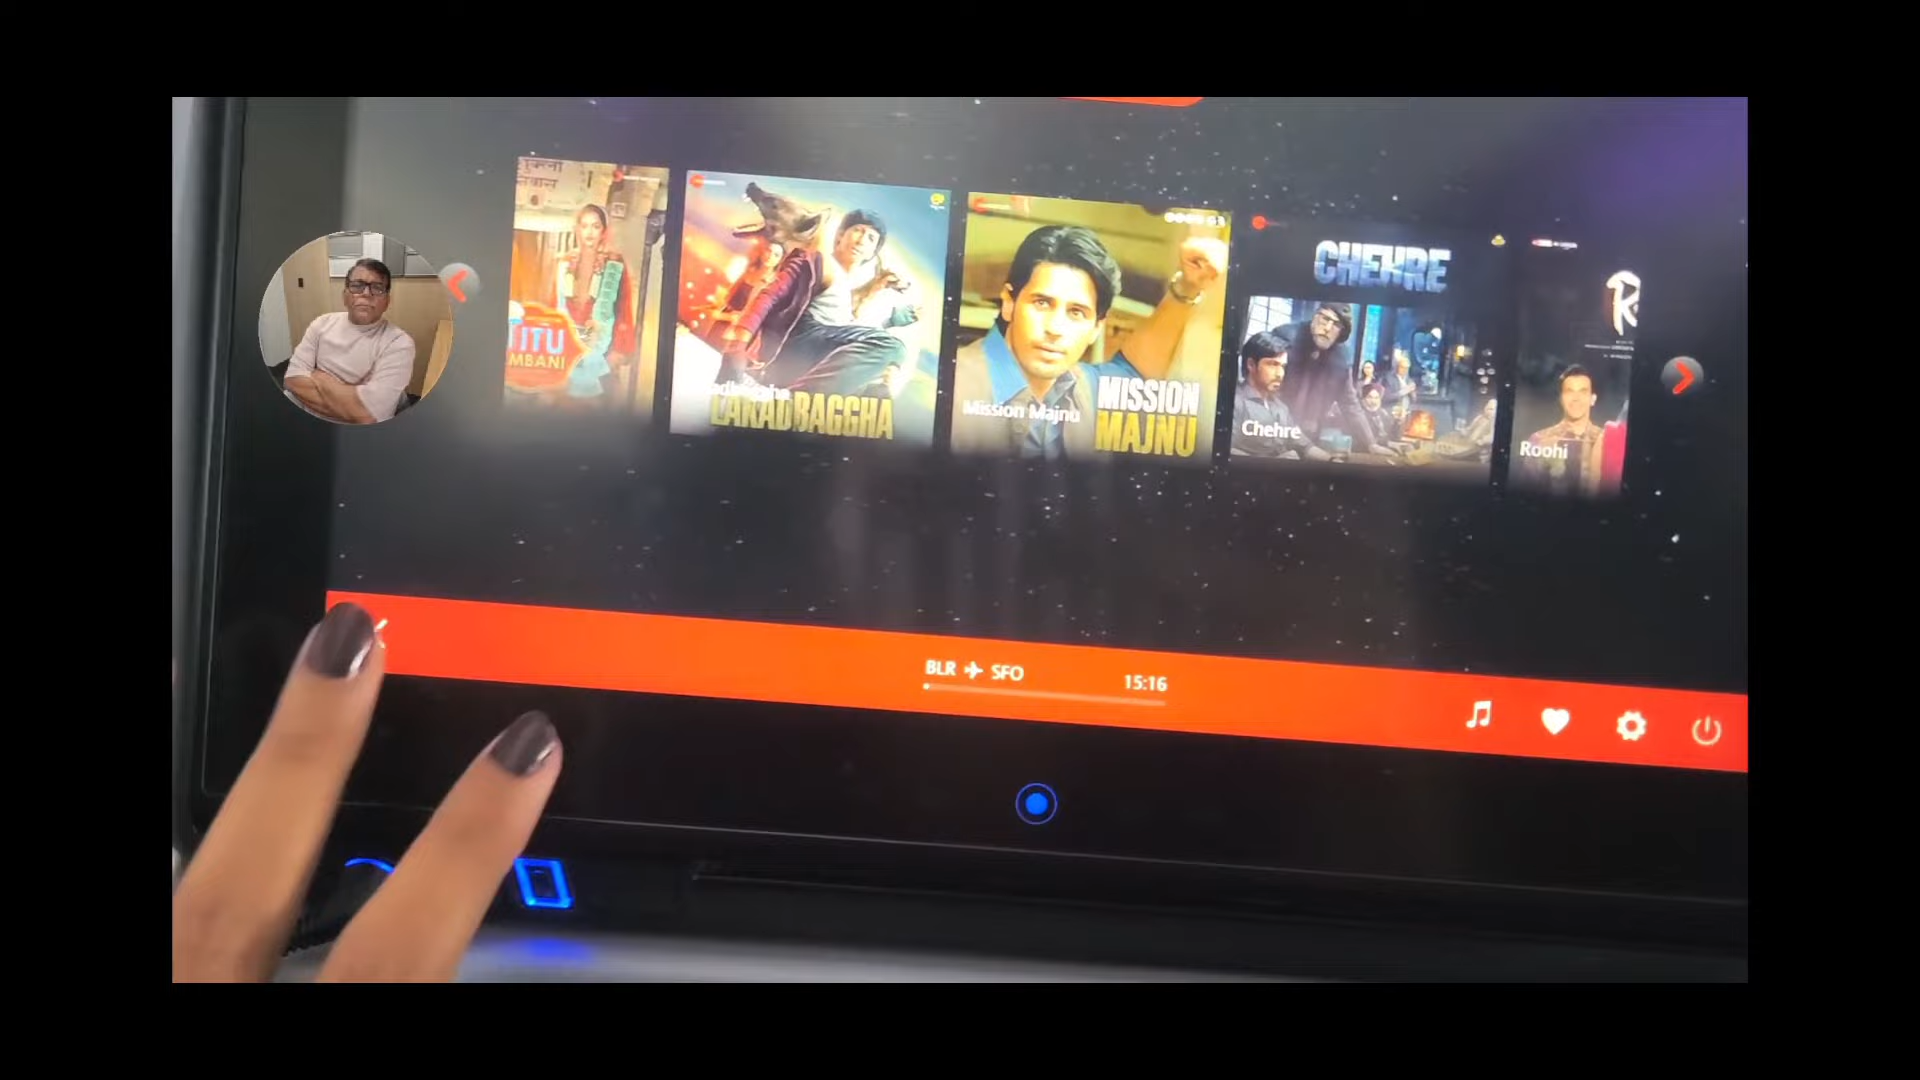 TITU
MBANI
LAKADBAGGHA
Mission Majnu
MISSION
MAJNU
CHEHRE
Chehre
R
Roohi
BLR SFO
15:16